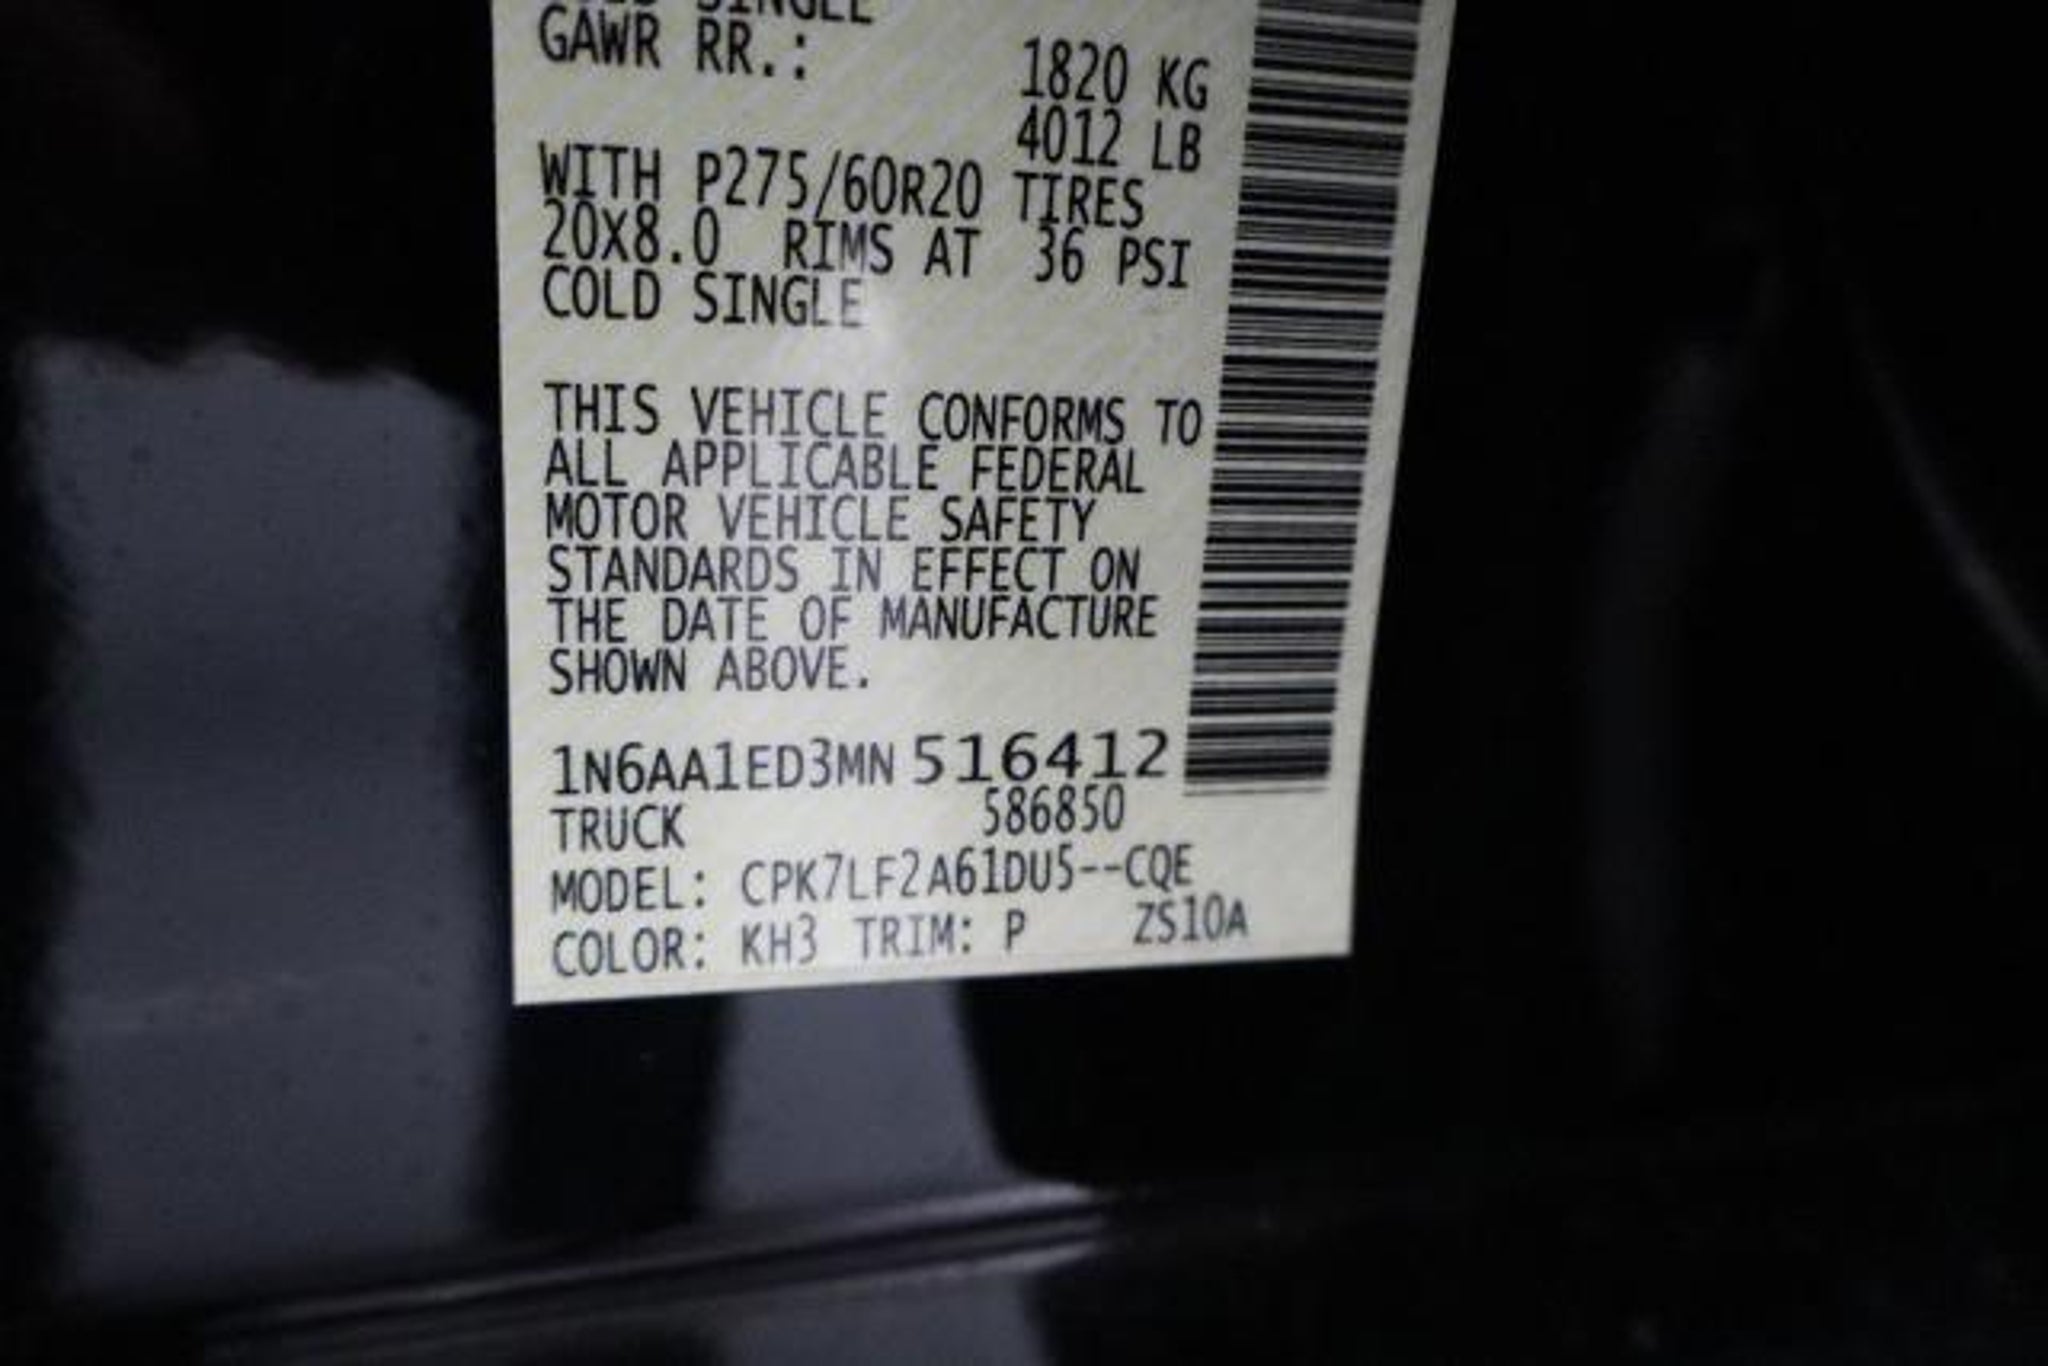 COLD SINGLE
GAWR RR.: 1820 KG
4012 LB
WITH P275/60R20 TIRES
20X8.0 RIMS AT 36 PSI
COLD SINGLE
THIS VEHICLE CONFORMS TO
ALL APPLICABLE FEDERAL
MOTOR VEHICLE SAFETY
STANDARDS IN EFFECT ON
THE DATE OF MANUFACTURE
SHOWN ABOVE.
1N6AA1ED3MN 516412
TRUCK 586850
MODEL: CPK7LF2A61DU5--CQE
COLOR: KH3 TRIM: P ZS10A